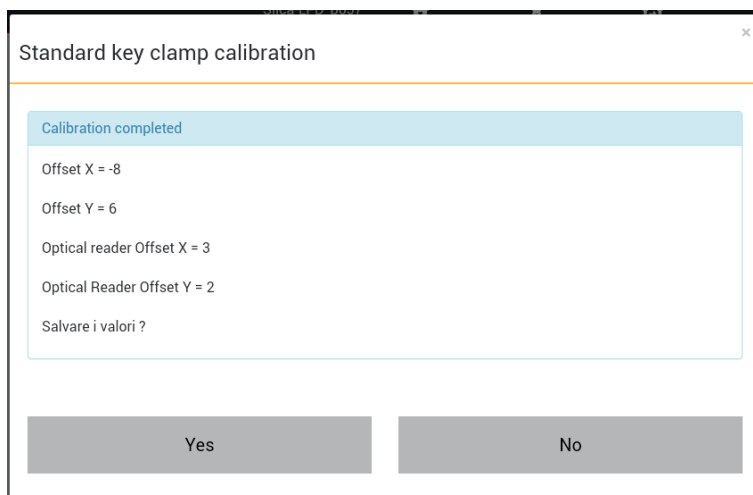 ×
Standard key clamp calibration
Calibration completed
Offset X = -8
Offset Y = 6
Optical reader Offset X = 3
Optical Reader Offset Y = 2
Salvare i valori ?
Yes
No